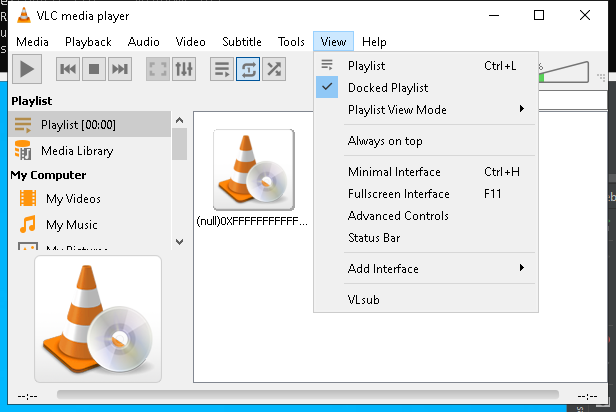 VLC media player
Media Playback Audio Video Subtitle Tools View Help
Playlist
Playlist [00:00]
Media Library
My Computer
My Videos
My Music
My Pictures
(null)0XFFFFFFFFFFF...
Playlist Ctrl+L
Docked Playlist
Playlist View Mode
Always on top
Minimal Interface Ctrl+H
Fullscreen Interface F11
Advanced Controls
Status Bar
Add Interface
VLsub
%
--:--
--:--